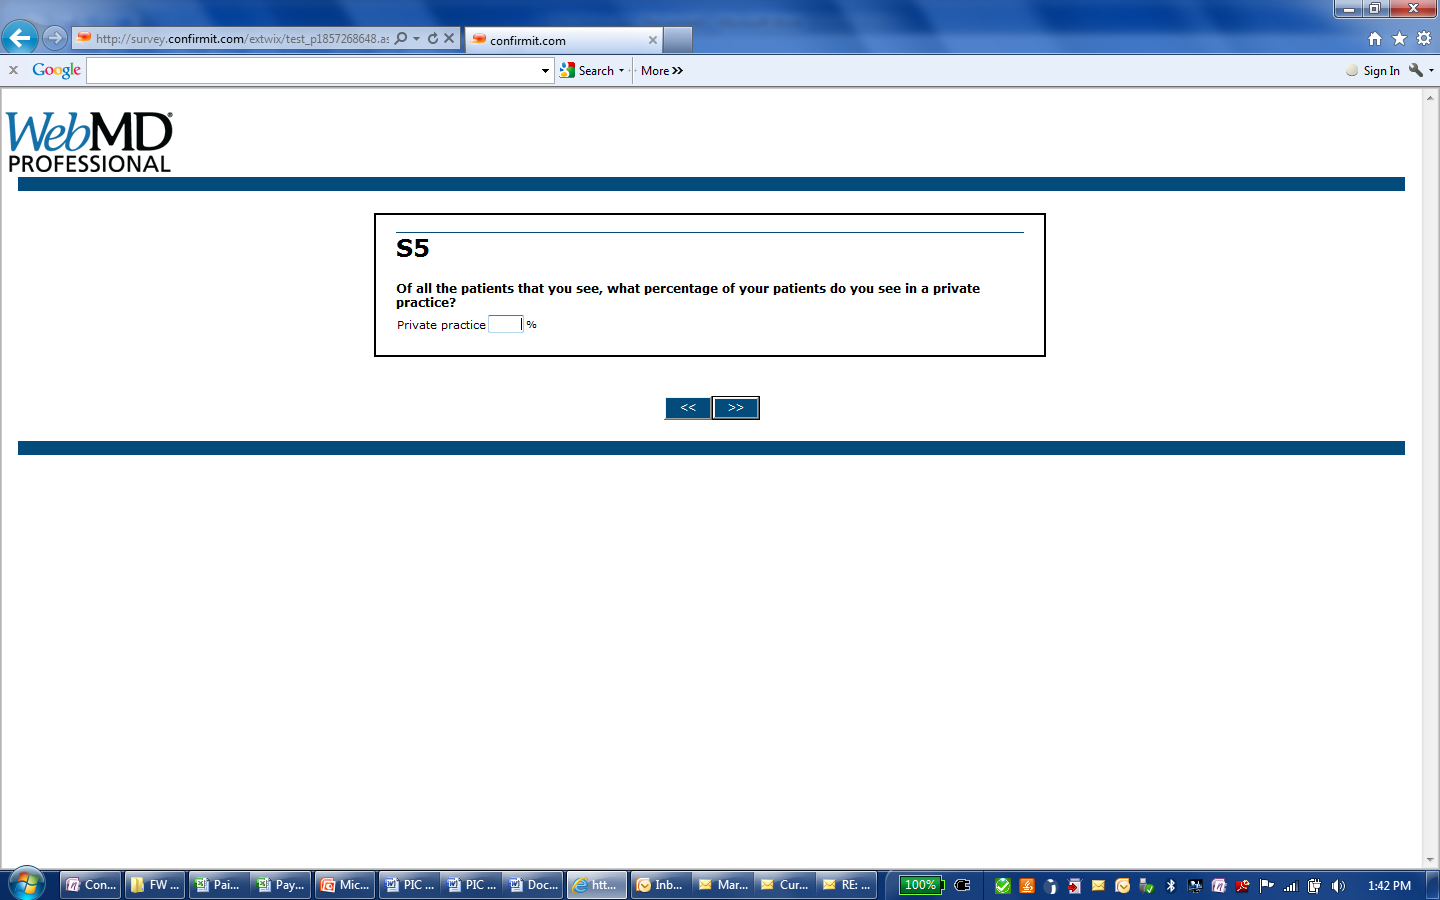 http://survey.confirmit.com/extwix/test_p1857268648.as
confirmit.com
x Google Search More >> Sign In
WebMD®
PROFESSIONAL
S5
Of all the patients that you see, what percentage of your patients do you see in a private
practice?
Private practice %
<< >>
Con... FW ... Pai... Pay... Mic... PIC ... PIC ... Doc... htt... Inb... Mar... Cur... RE: ... 100% 1:42 PM